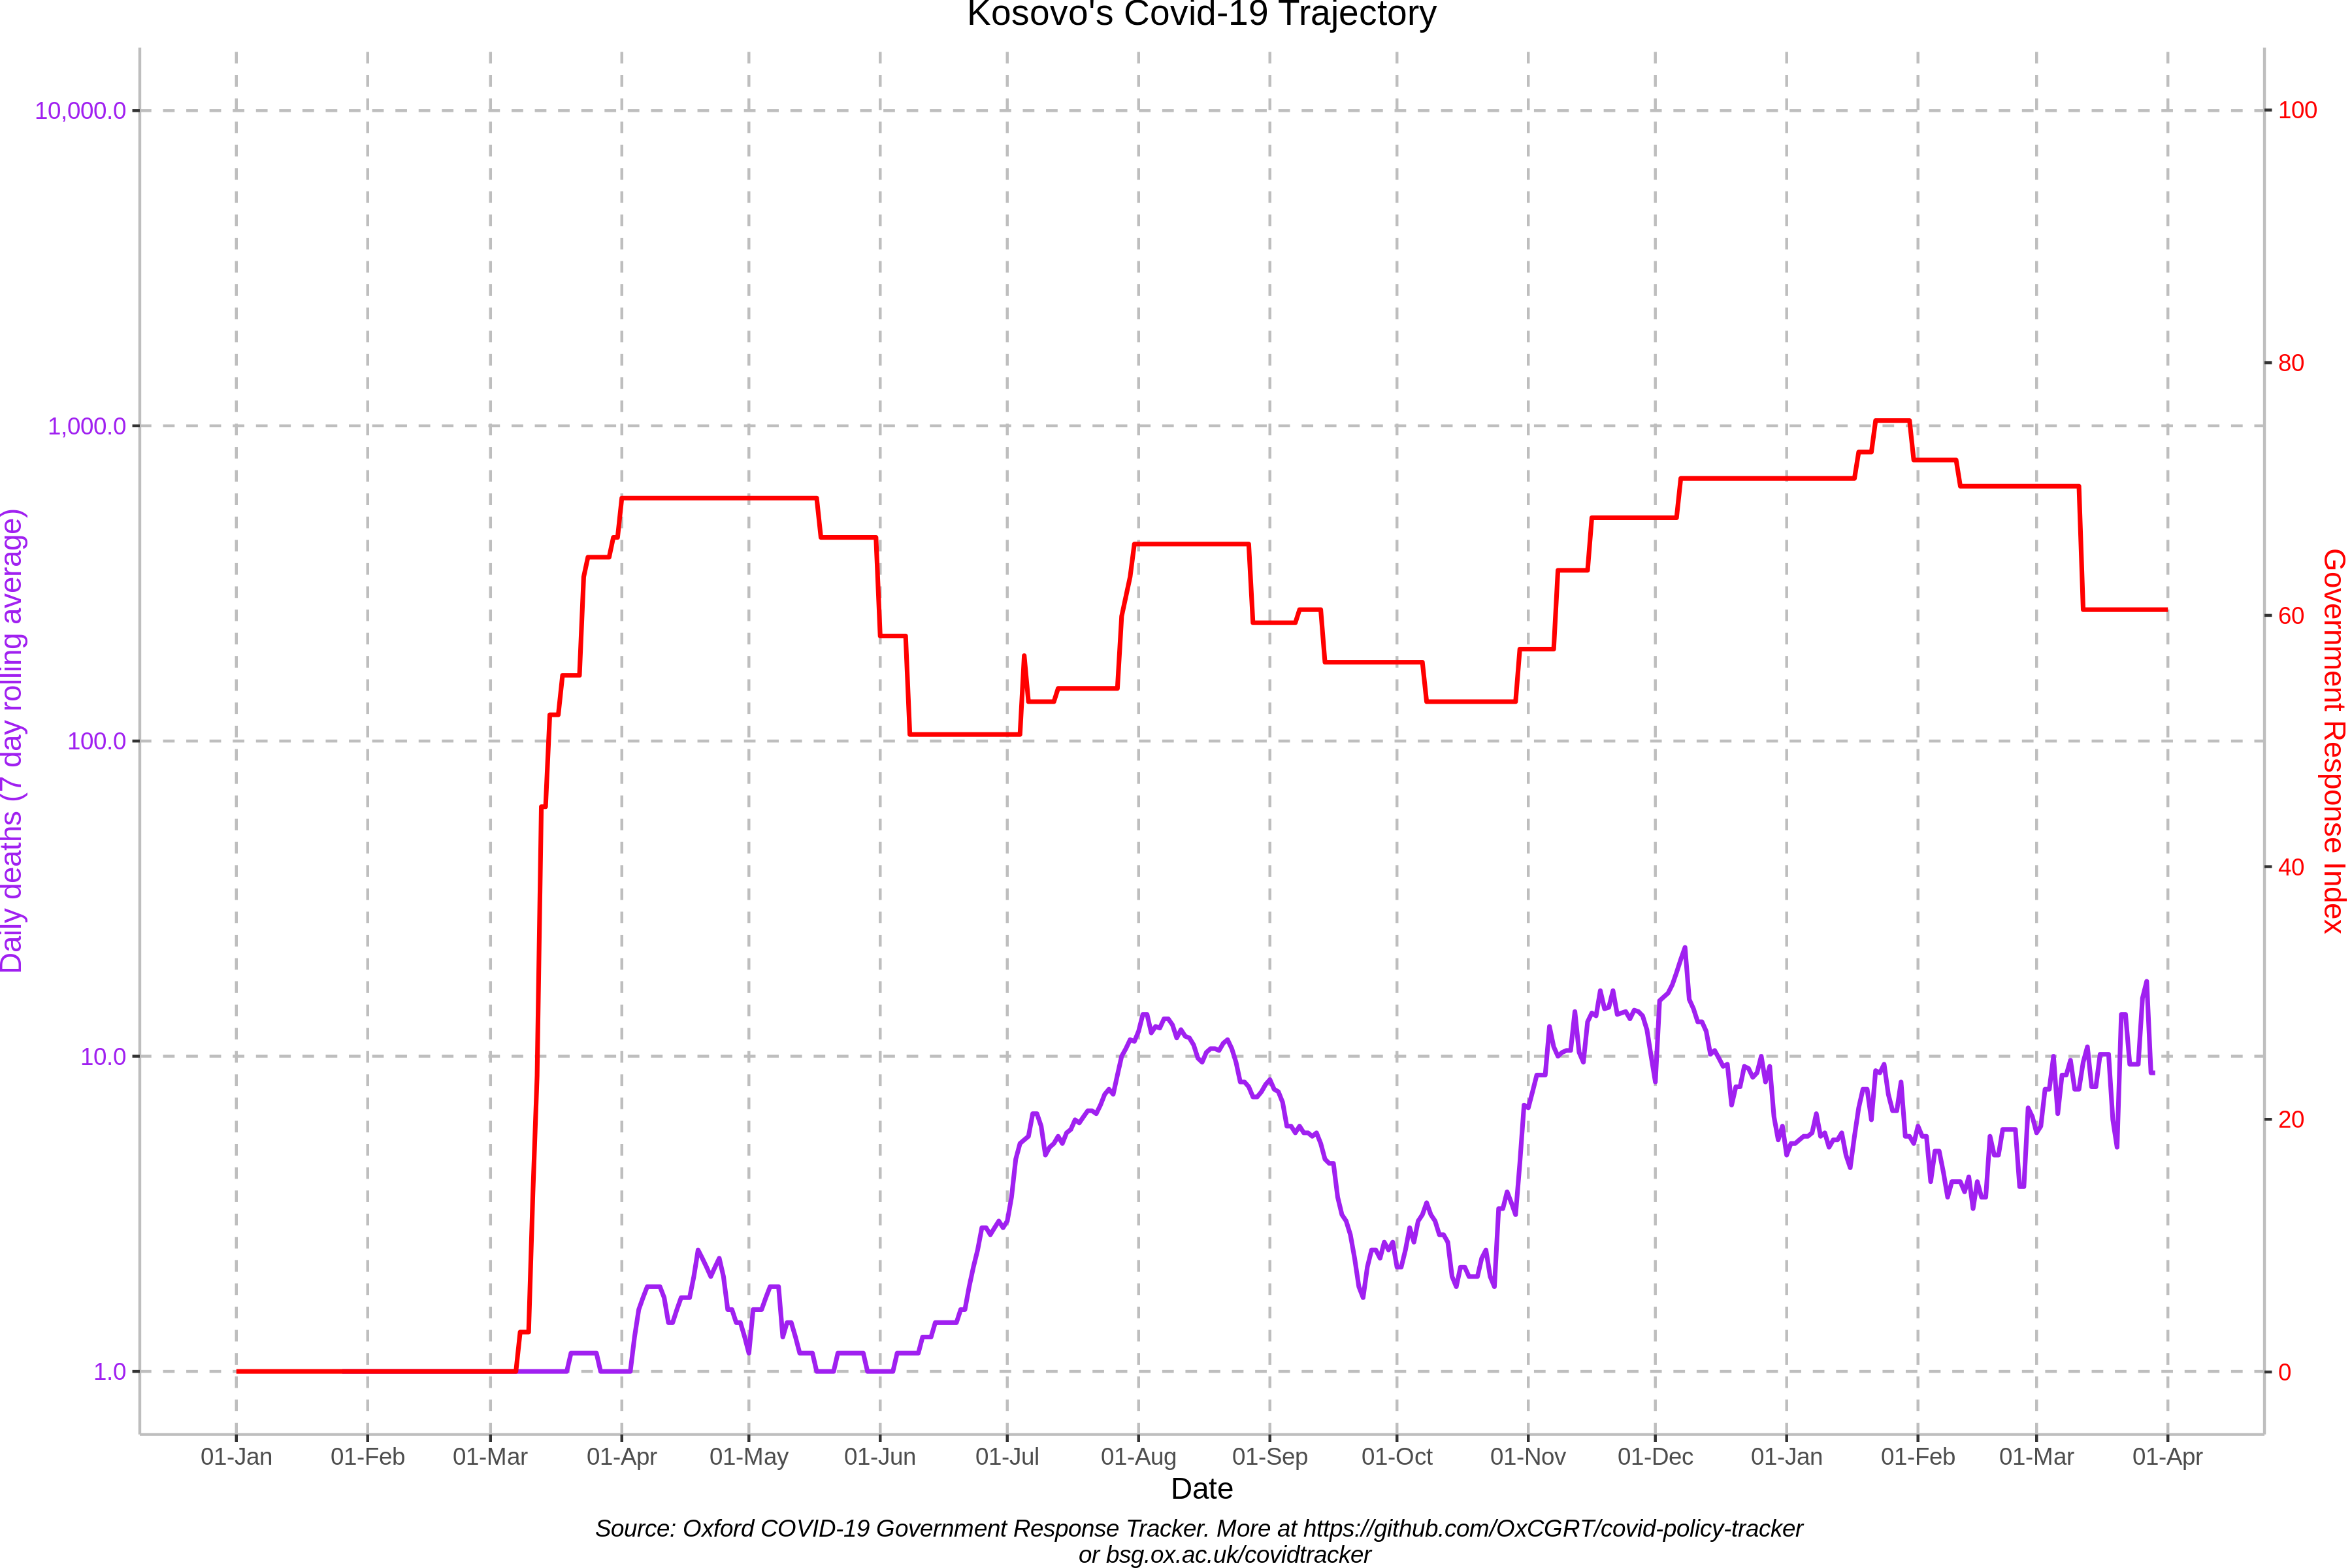 Kosovo's Covid-19 Trajectory
10,000.0
1,000.0
100.0
10.0
1.0
Daily deaths (7 day rolling average)
100
80
60
40
20
0
Government Response Index
01-Jan 01-Feb 01-Mar 01-Apr 01-May 01-Jun 01-Jul 01-Aug 01-Sep 01-Oct 01-Nov 01-Dec 01-Jan 01-Feb 01-Mar 01-Apr
Date
Source: Oxford COVID-19 Government Response Tracker. More at https://github.com/OxCGRT/covid-policy-tracker
or bsg.ox.ac.uk/covidtracker